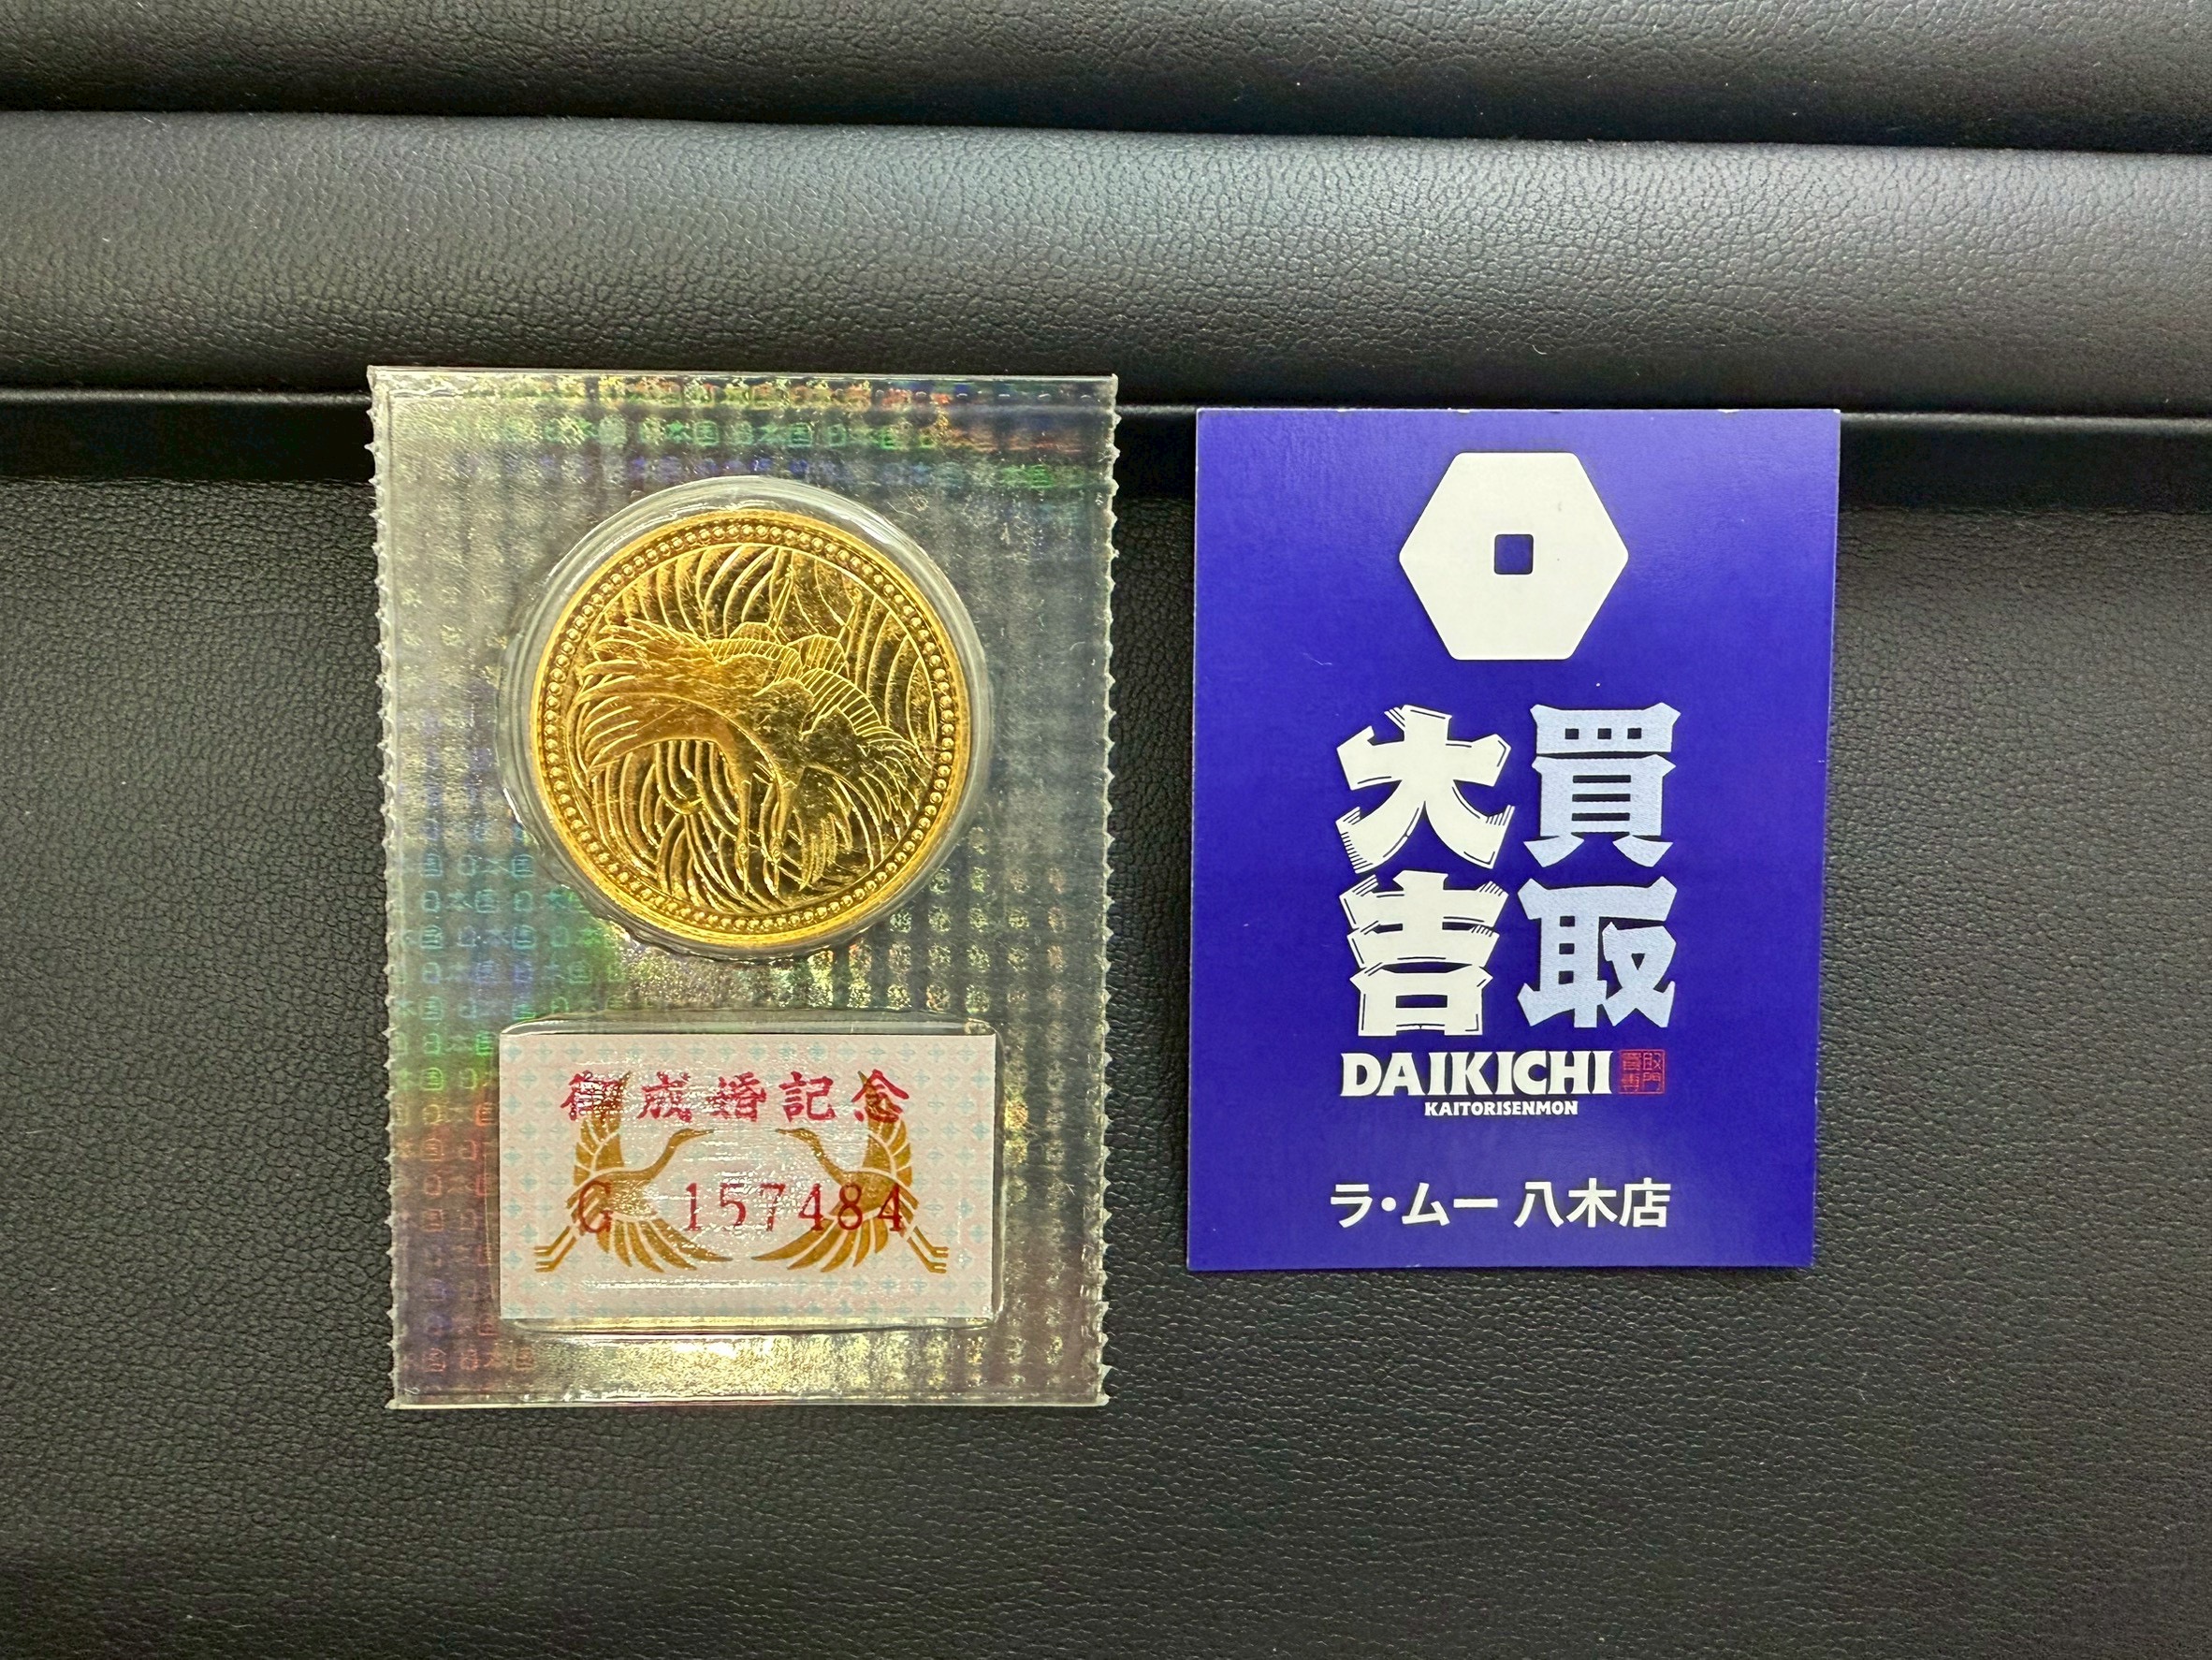 御成婚記念
G 157484
買取
大吉
DAIKICHI
KAITORISENMON
ラ・ムー 八木店